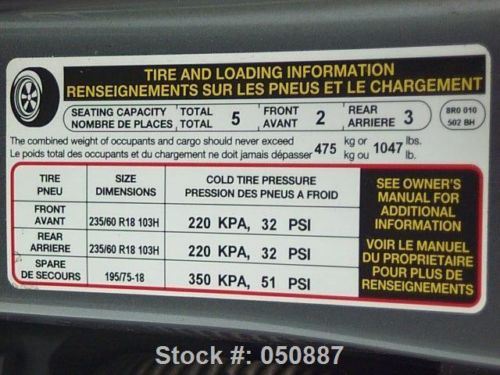 TIRE AND LOADING INFORMATION
RENSEIGNEMENTS SUR LES PNEUS ET LE CHARGEMENT
SEATING CAPACITY TOTAL 5 FRONT 2 REAR 3
NOMBRE DE PLACES TOTAL AVANT ARRIERE
8R0 010
502 BH
The combined weight of occupants and cargo should never exceed 475 kg or 1047 lbs.
Le poids total des occupants et du chargement ne doit jamais dépasser kg ou lb.
TIRE SIZE COLD TIRE PRESSURE
PNEU DIMENSIONS PRESSION DES PNEUS A FROID
FRONT
AVANT 235/60 R18 103H 220 KPA, 32 PSI
REAR
ARRIERE 235/60 R18 103H 220 KPA, 32 PSI
SPARE
DE SECOURS 195/75-18 350 KPA, 51 PSI
SEE OWNER'S
MANUAL FOR
ADDITIONAL
INFORMATION
VOIR LE MANUEL
DU PROPRIETAIRE
POUR PLUS DE
RENSEIGNEMENTS
Stock #: 050887